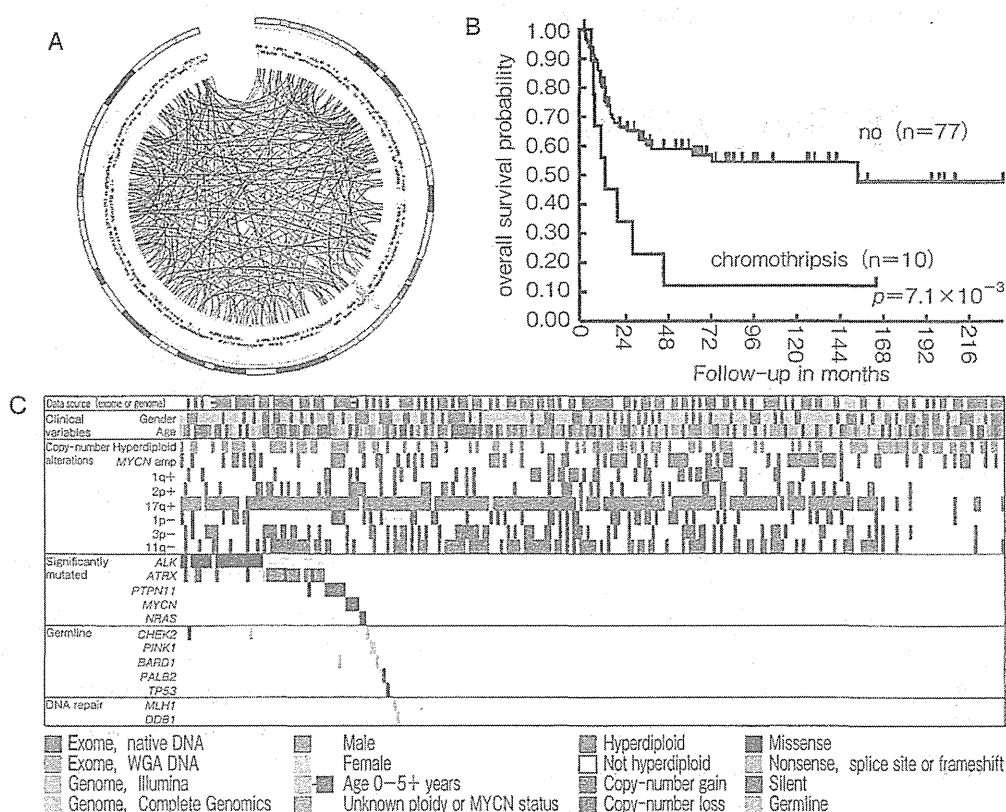 A
B
overall survival probability
1.00
0.90
0.80
0.70
0.60
0.50
0.40
0.30
0.20
0.10
0.00
no (n=77)
chromothripsis (n=10)
p=7.1×10⁻³
0 24 48 72 96 120 144 168 192 216
Follow-up in months
C
Data source (exome or genome)
Clinical Gender
variables Age
Copy-number Hyperdiploid
alterations MYCN amp
1q+
2p+
17q+
1p−
3p−
11q−
Significantly ALK
mutated ATRX
PTPN11
MYCN
NRAS
Germline CHEK2
PINK1
BARD1
PALB2
TP53
DNA repair MLH1
DDB1
Exome, native DNA Male Hyperdiploid Missense
Exome, WGA DNA Female Not hyperdiploid Nonsense, splice site or frameshift
Genome, Illumina Age 0−5+ years Copy-number gain Silent
Genome, Complete Genomics Unknown ploidy or MYCN status Copy-number loss Germline